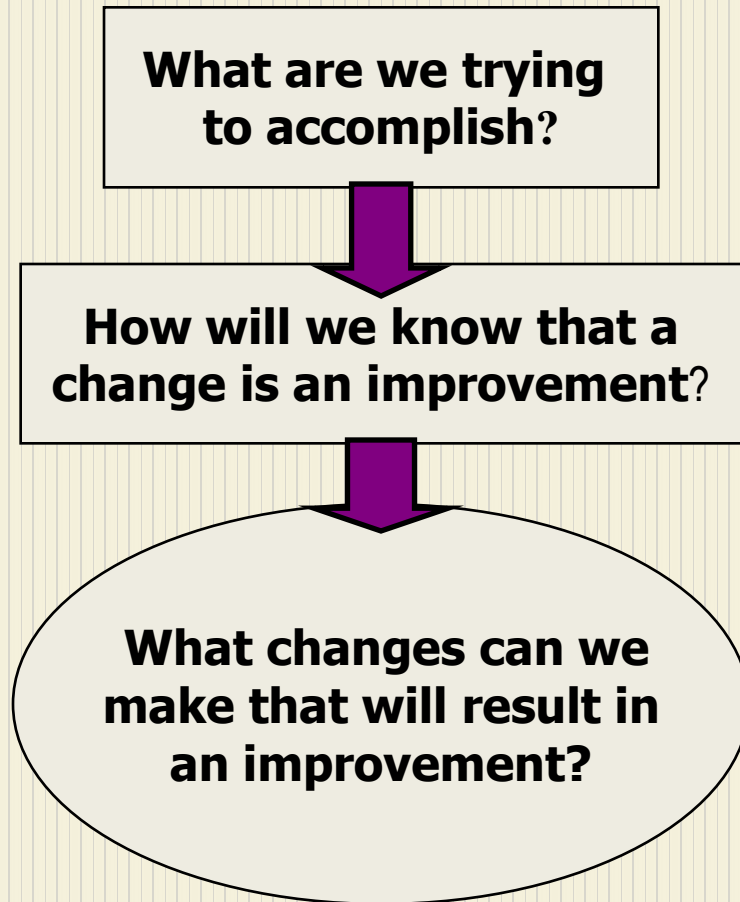 What are we trying
to accomplish?
How will we know that a
change is an improvement?
What changes can we
make that will result in
an improvement?